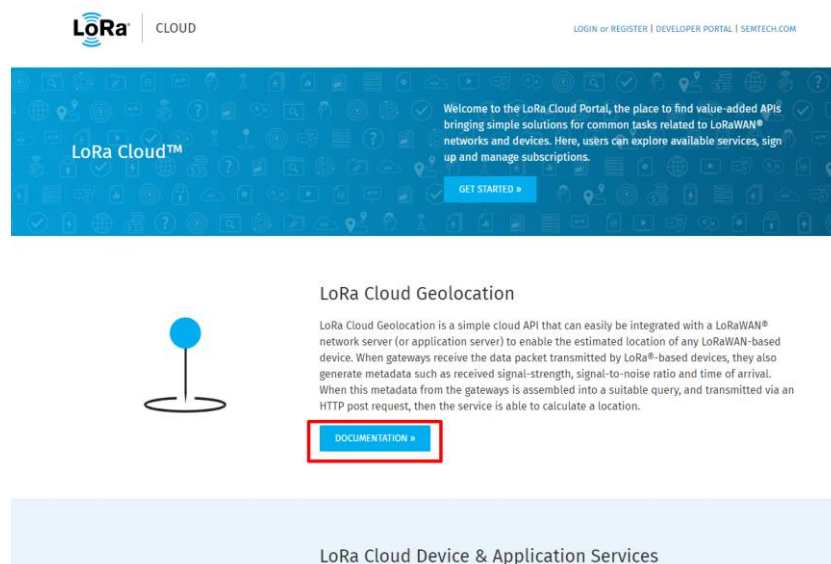 LoRa® CLOUD
LOGIN or REGISTER | DEVELOPER PORTAL | SEMTECH.COM
LoRa Cloud™
Welcome to the LoRa Cloud Portal, the place to find value-added APIs
bringing simple solutions for common tasks related to LoRaWAN®
networks and devices. Here, users can explore available services, sign
up and manage subscriptions.
GET STARTED »
LoRa Cloud Geolocation
LoRa Cloud Geolocation is a simple cloud API that can easily be integrated with a LoRaWAN®
network server (or application server) to enable the estimated location of any LoRaWAN-based
device. When gateways receive the data packet transmitted by LoRa®-based devices, they also
generate metadata such as received signal-strength, signal-to-noise ratio and time of arrival.
When this metadata from the gateways is assembled into a suitable query, and transmitted via an
HTTP post request, then the service is able to calculate a location.
DOCUMENTATION »
LoRa Cloud Device & Application Services